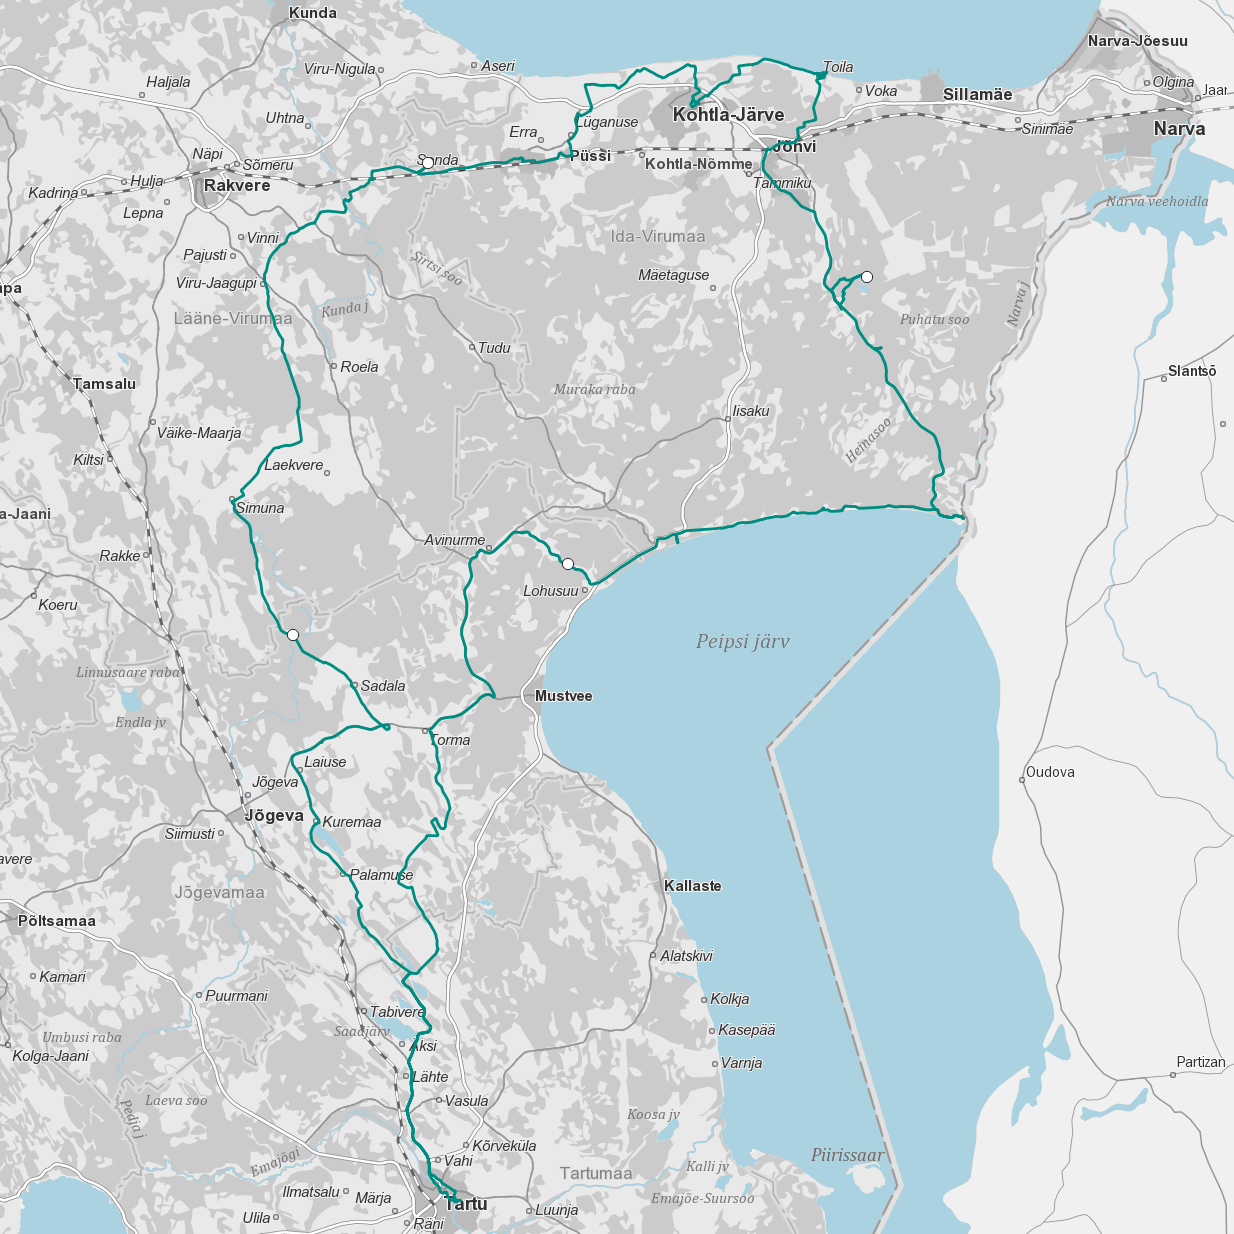 Kunda
Narva-Jõesuu
Aseri
Toila
Viru-Nigula
Haljala
Olgina
Voka
Jaan
Sillamäe
Kohtla-Järve
Uhtna
Lüganuse
Erra
Sinimäe
Narva
Püssi
Jõhvi
Näpi
Sõmeru
Sonda
Kohtla-Nõmme
Hulja
Rakvere
Tammiku
Kadrina
Lepna
Narva veehoidla
Vinni
Ida-Virumaa
Pajusti
Sirtsi soo
Mäetaguse
Viru-Jaagupi
apa
Narva j
Kunda j
Lääne-Virumaa
Puhatu soo
Tudu
Roela
Slantsõ
Tamsalu
Muraka raba
Iisaku
Väike-Maarja
Heinasoo
Kiltsi
Laekvere
Simuna
a-Jaani
Avinurme
Rakke
Lohusuu
Koeru
Peipsi järv
Linnusaare raba
Sadala
Mustvee
Endla jv
Torma
Laiuse
Oudova
Jõgeva
Jõgeva
Kuremaa
Siimusti
avere
Palamuse
Kallaste
Jõgevamaa
Põltsamaa
Alatskivi
Kamari
Puurmani
Kolkja
Tabivere
Saadjärv
Kasepää
Umbusi raba
Äksi
Kolga-Jaani
Varnja
Partizan
Lähte
Laeva soo
Vasula
Koosa jv
Pedja j
Kõrveküla
Piirissaar
Emajõgi
Vahi
Kalli jv
Tartumaa
Ilmatsalu
Märja
Emajõe-Suursoo
Tartu
Luunja
Ulila
Räni